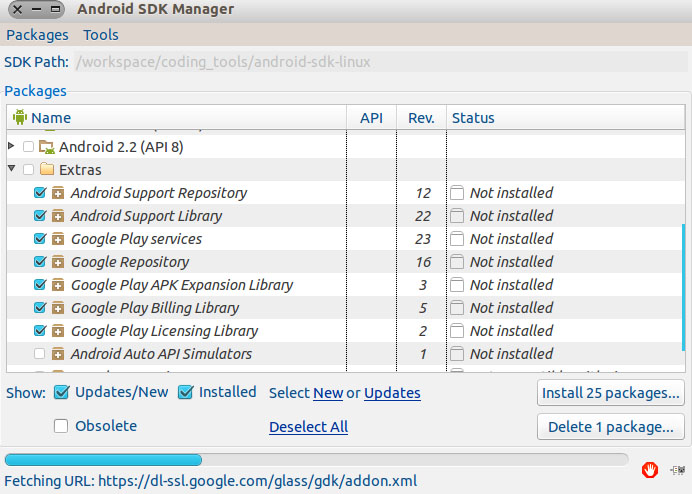 Android SDK Manager
Packages Tools
SDK Path: /workspace/coding_tools/android-sdk-linux
Packages
Name API Rev. Status
Android 2.2 (API 8)
Extras
Android Support Repository 12 Not installed
Android Support Library 22 Not installed
Google Play services 23 Not installed
Google Repository 16 Not installed
Google Play APK Expansion Library 3 Not installed
Google Play Billing Library 5 Not installed
Google Play Licensing Library 2 Not installed
Android Auto API Simulators 1 Not installed
Show: Updates/New Installed Select New or Updates Install 25 packages...
Obsolete Deselect All Delete 1 package...
Fetching URL: https://dl-ssl.google.com/glass/gdk/addon.xml